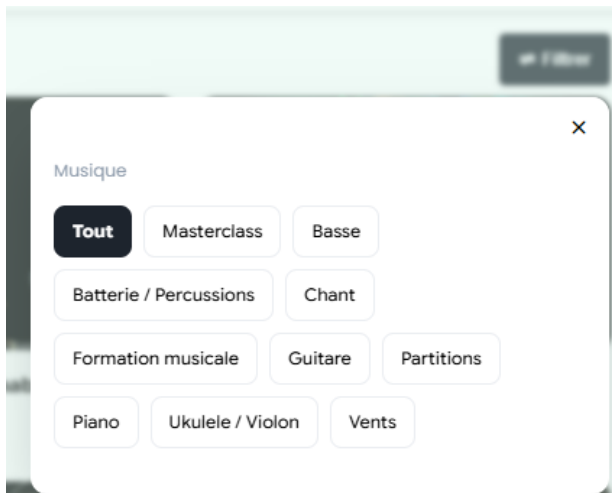 Filtrer
Musique
Tout Masterclass Basse
Batterie / Percussions Chant
Formation musicale Guitare Partitions
Piano Ukulele / Violon Vents